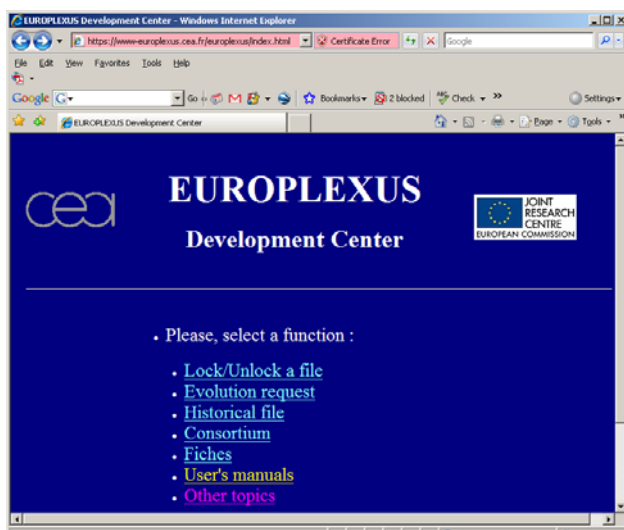 EUROPLEXUS Development Center - Windows Internet Explorer
https://www-europlexus.cea.fr/europlexus/index.html Certificate Error Google
File Edit View Favorites Tools Help
Google G Go Bookmarks 2 blocked Check » Settings
EUROPLEXUS Development Center Page Tools »
cea
EUROPLEXUS
Development Center
JOINT
RESEARCH
CENTRE
EUROPEAN COMMISSION
• Please, select a function :
• Lock/Unlock a file
• Evolution request
• Historical file
• Consortium
• Fiches
• User's manuals
• Other topics